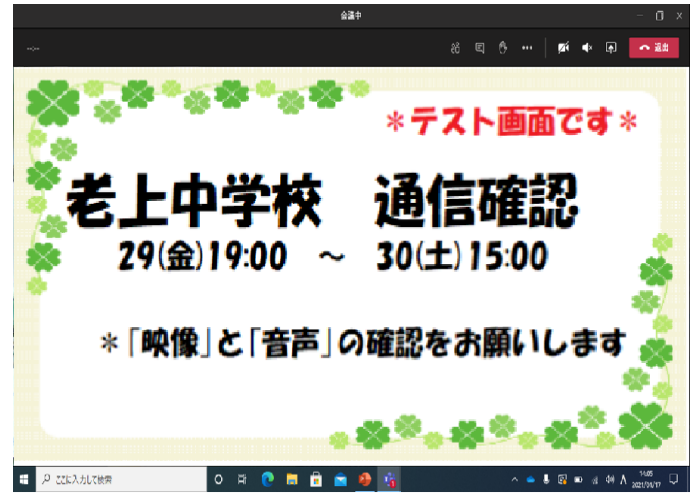 会議中
--:--
退出
＊テスト画面です＊
老上中学校　通信確認
29(金)19:00　～　30(土)15:00
＊「映像」と「音声」の確認をお願いします
ここに入力して検索
14:05